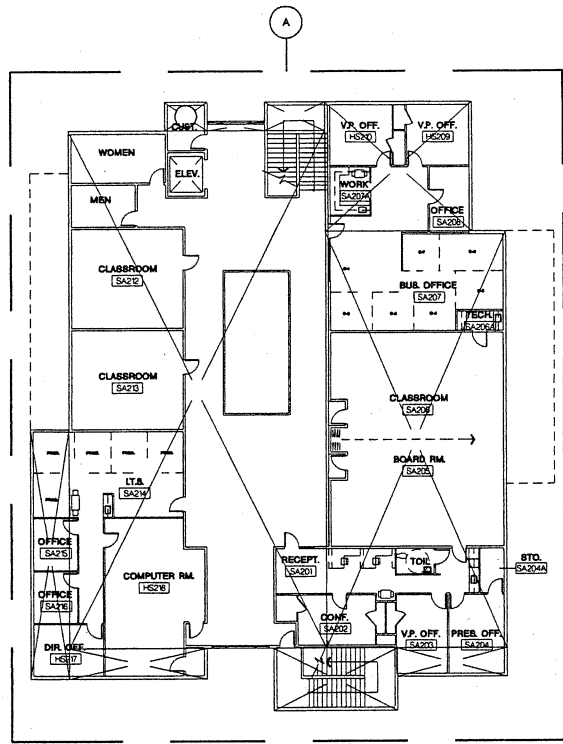 A
CUST.
V.P. OFF.
HS210
V.P. OFF.
HS209
WOMEN
ELEV.
WORK
SA207A
MEN
OFFICE
SA208
CLASSROOM
SA212
BUS. OFFICE
SA207
TECH.
SA206A
CLASSROOM
SA213
CLASSROOM
SA206
BOARD RM.
SA205
I.T.S.
SA214
OFFICE
SA215
COMPUTER RM.
HS218
RECEPT.
SA201
TOIL.
STO.
SA204A
OFFICE
SA216
CONF.
SA202
DIR. OFF.
HS217
V.P. OFF.
SA203
PRES. OFF.
SA204